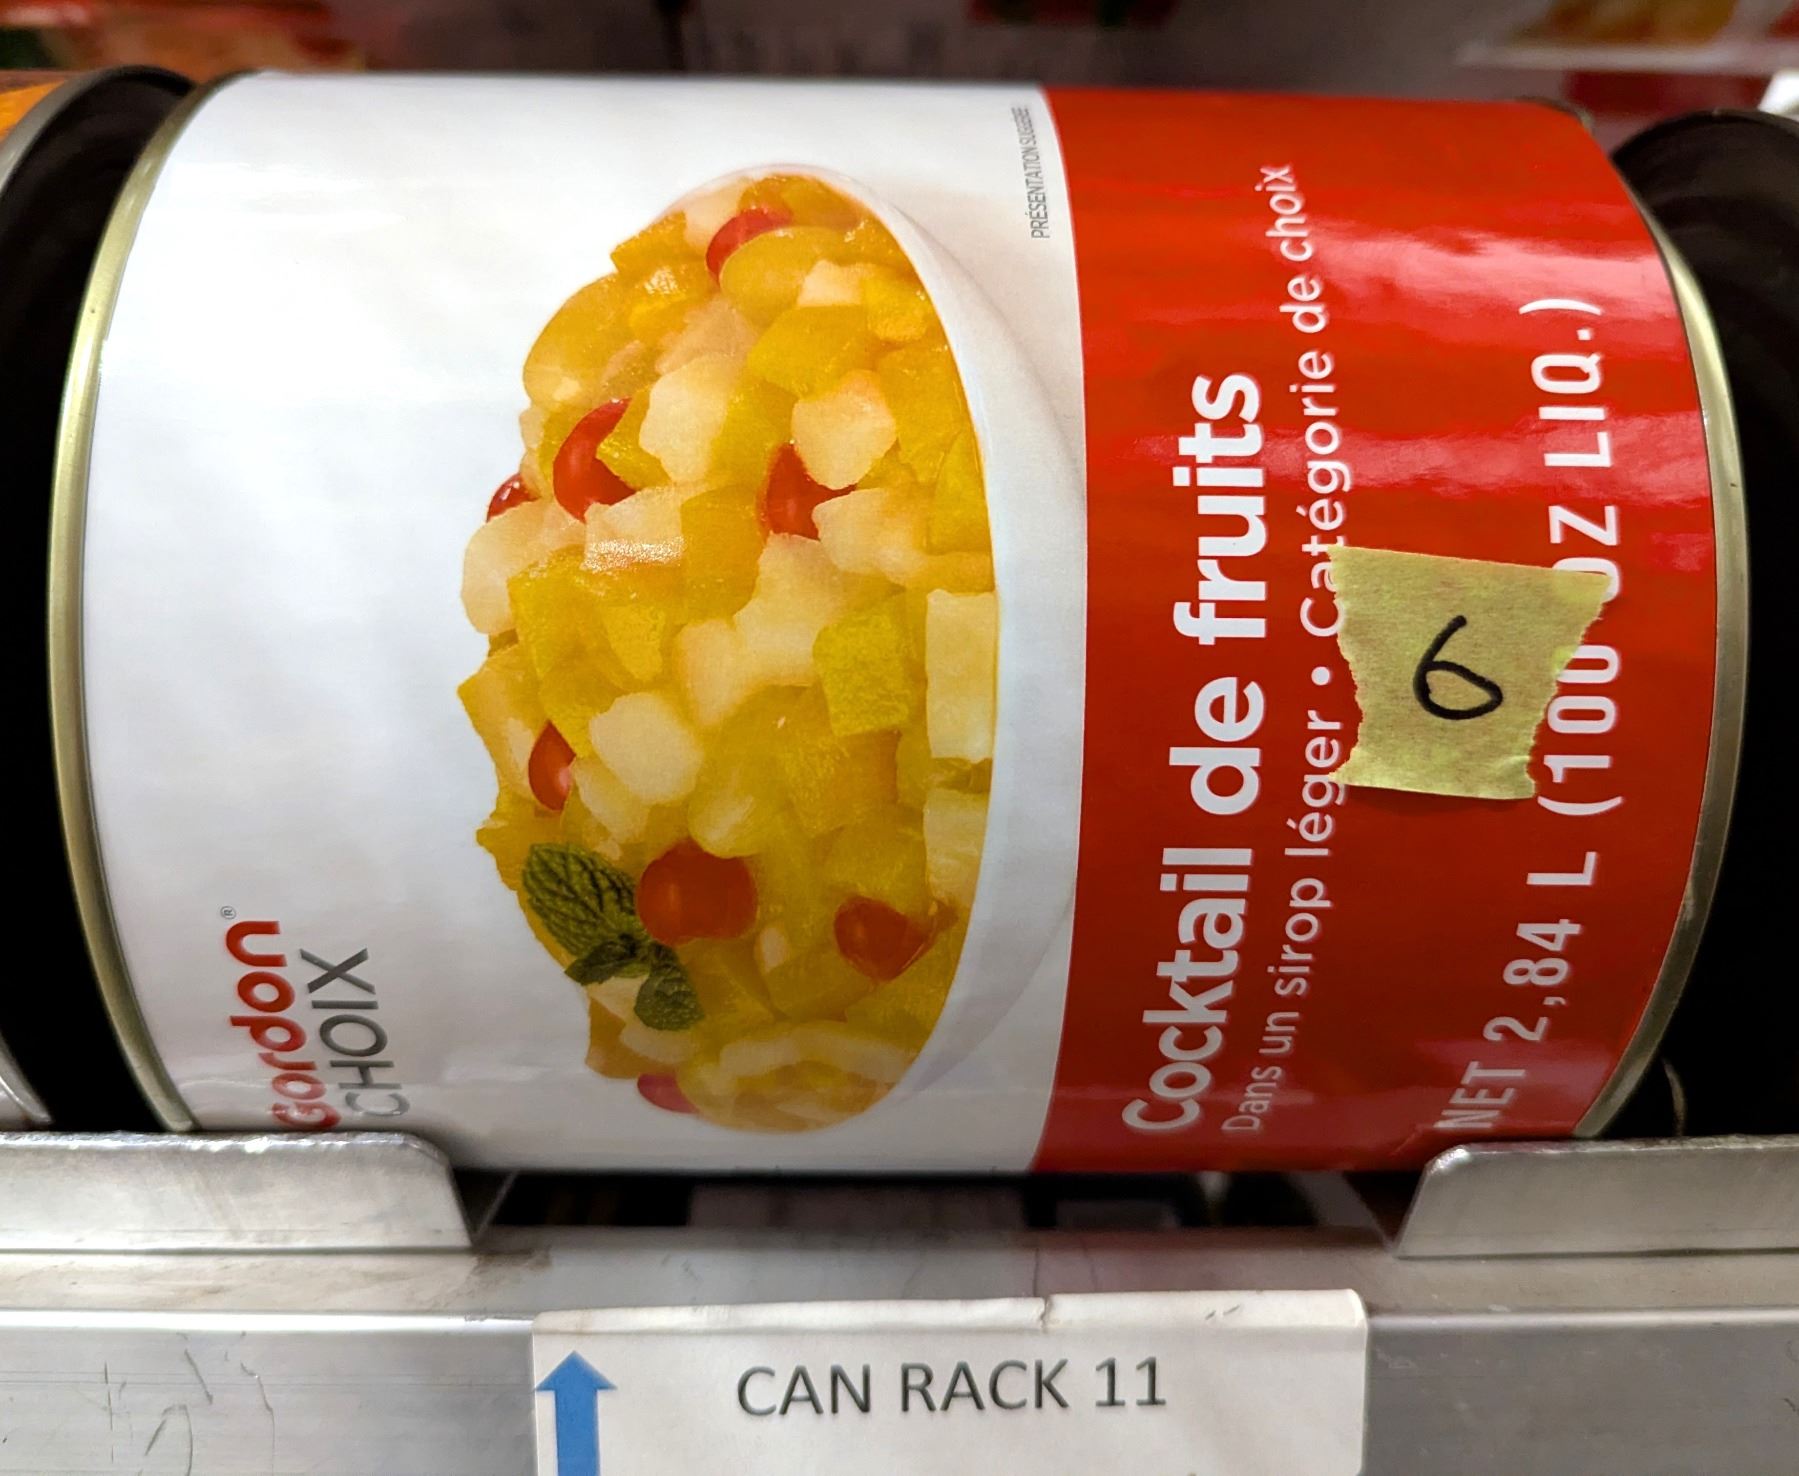 Gordon®
CHOIX
PRÉSENTATION SUGGÉRÉE
Cocktail de fruits
Dans un sirop léger • Catégorie de choix
6
NET 2,84 L (100 OZ LIQ.)
CAN RACK 11